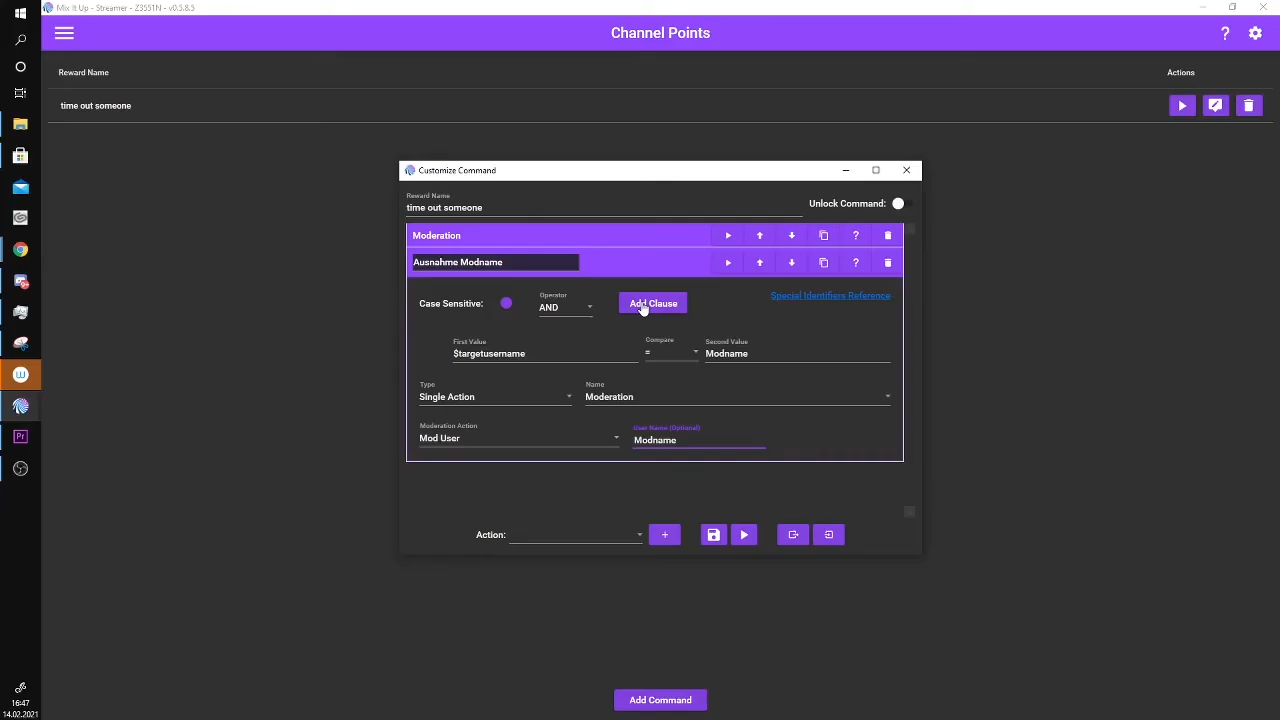 Mix It Up - Streamer - Z3551N - v0.5.8.5
Channel Points
?
Reward Name
Actions
time out someone
Customize Command
Reward Name
time out someone
Unlock Command:
Moderation
?
Ausnahme Modname
?
Case Sensitive:
Operator
AND
Add Clause
Special Identifiers Reference
First Value
$targetusername
Compare
=
Second Value
Modname
Type
Single Action
Name
Moderation
Moderation Action
Mod User
User Name (Optional)
Modname
Action:
+
Add Command
Pr
16:47
14.02.2021